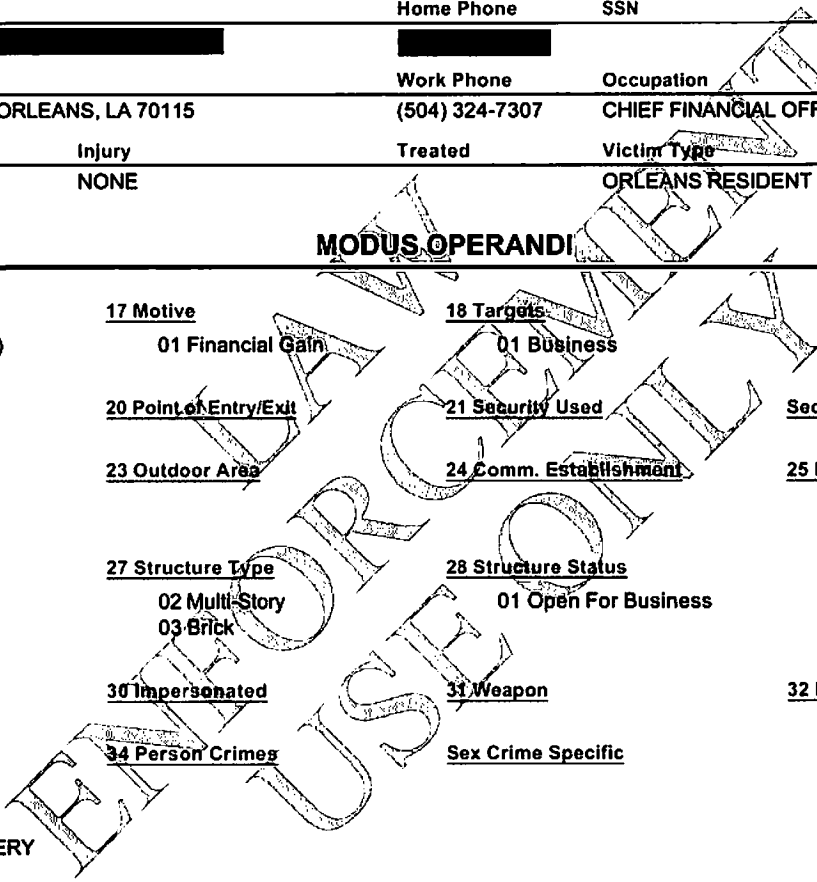 Home Phone SSN
Work Phone Occupation
ORLEANS, LA 70115 (504) 324-7307 CHIEF FINANCIAL OFF
Injury Treated Victim Type
NONE ORLEANS RESIDENT
MODUS OPERANDI
17 Motive 18 Targets
) 01 Financial Gain 01 Business
20 Point of Entry/Exit 21 Security Used Sec
23 Outdoor Area 24 Comm. Establishment 25
27 Structure Type 28 Structure Status
02 Multi-Story 01 Open For Business
03 Brick
30 Impersonated 31 Weapon 32
34 Person Crimes Sex Crime Specific
ERY
LAW
ENFORCEMENT
USE ONLY